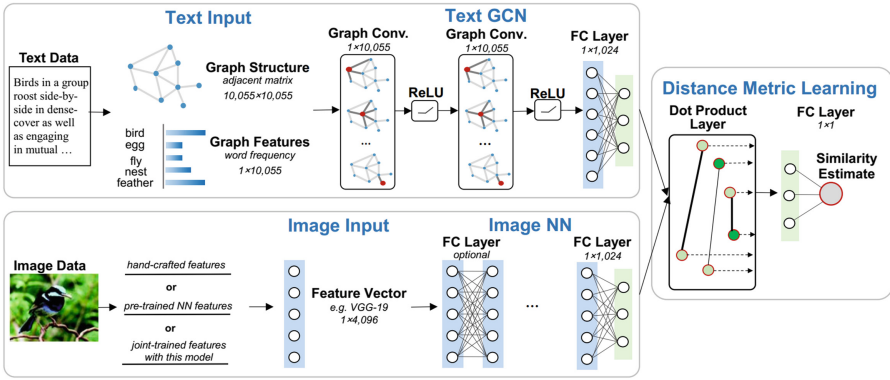 Text Input
Text GCN
Text Data
Birds in a group
roost side-by-
side in dense-
cover as well
as engaging
in mutual ...
Graph Structure
adjacent matrix
10,055×10,055
bird
egg
fly
nest
feather
Graph Features
word frequency
1×10,055
Graph Conv.
1×10,055
...
ReLU
Graph Conv.
1×10,055
...
ReLU
FC Layer
1×1,024
Image Input
Image NN
Image Data
hand-crafted features
or
pre-trained NN features
or
joint-trained features
with this model
Feature Vector
e.g. VGG-19
1×4,096
FC Layer
optional
...
FC Layer
1×1,024
Distance Metric Learning
Dot Product
Layer
FC Layer
1×1
Similarity
Estimate